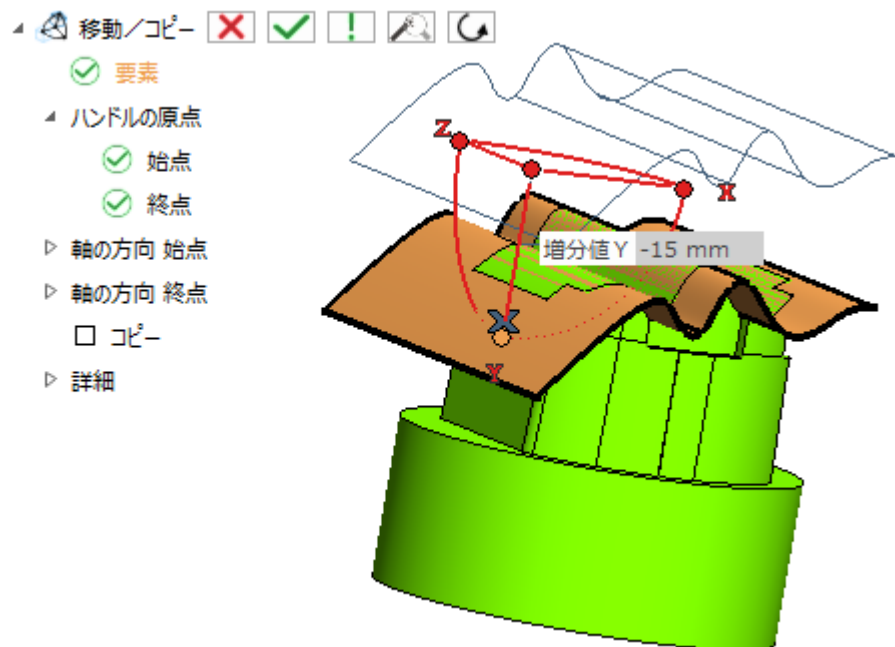 移動／コピー
要素
ハンドルの原点
始点
終点
軸の方向 始点
軸の方向 終点
コピー
詳細
Z
X
増分値 Y -15 mm
Y